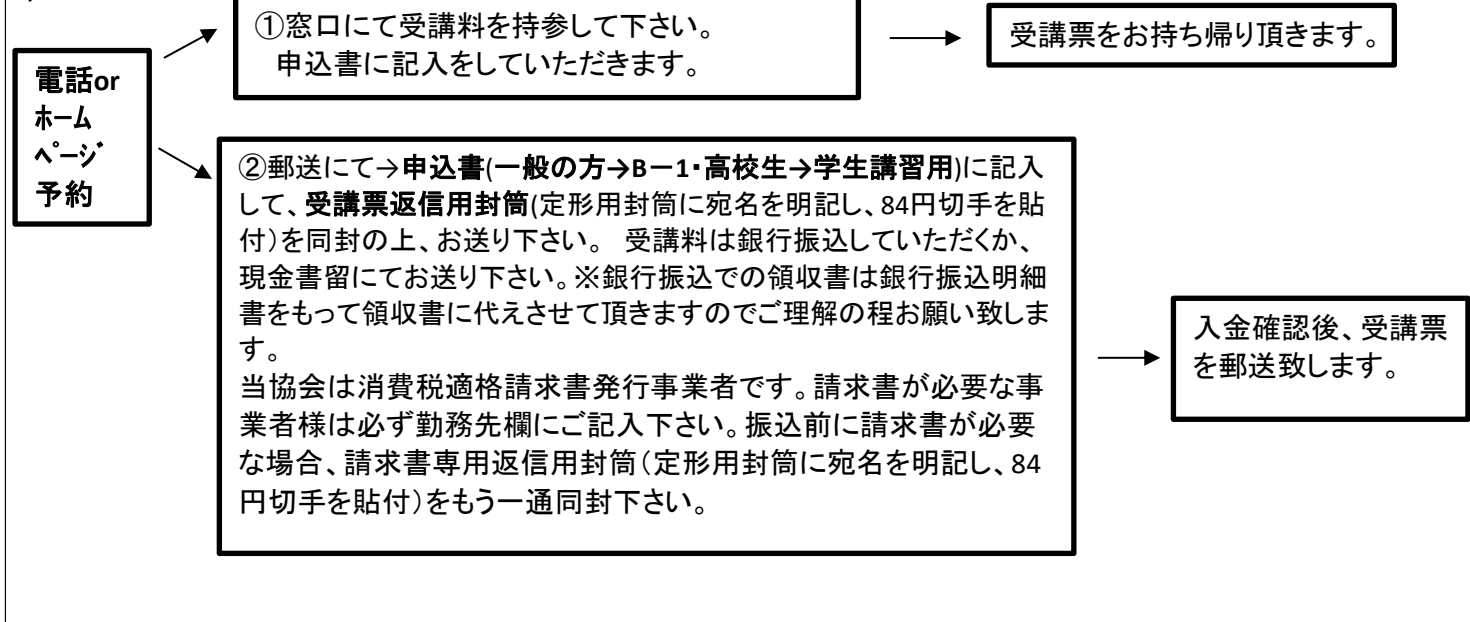 ①窓口にて受講料を持参して下さい。
申込書に記入をしていただきます。
受講票をお持ち帰り頂きます。
電話or
ホーム
ページ
予約
②郵送にて→申込書(一般の方→B－1・高校生→学生講習用)に記入
して、受講票返信用封筒(定形用封筒に宛名を明記し、84円切手を貼
付)を同封の上、お送り下さい。 受講料は銀行振込していただくか、
現金書留にてお送り下さい。※銀行振込での領収書は銀行振込明細
書をもって領収書に代えさせて頂きますのでご理解の程お願い致しま
す。
当協会は消費税適格請求書発行事業者です。請求書が必要な事
業者様は必ず勤務先欄にご記入下さい。振込前に請求書が必要
な場合、請求書専用返信用封筒(定形用封筒に宛名を明記し、84
円切手を貼付)をもう一通同封下さい。
入金確認後、受講票
を郵送致します。